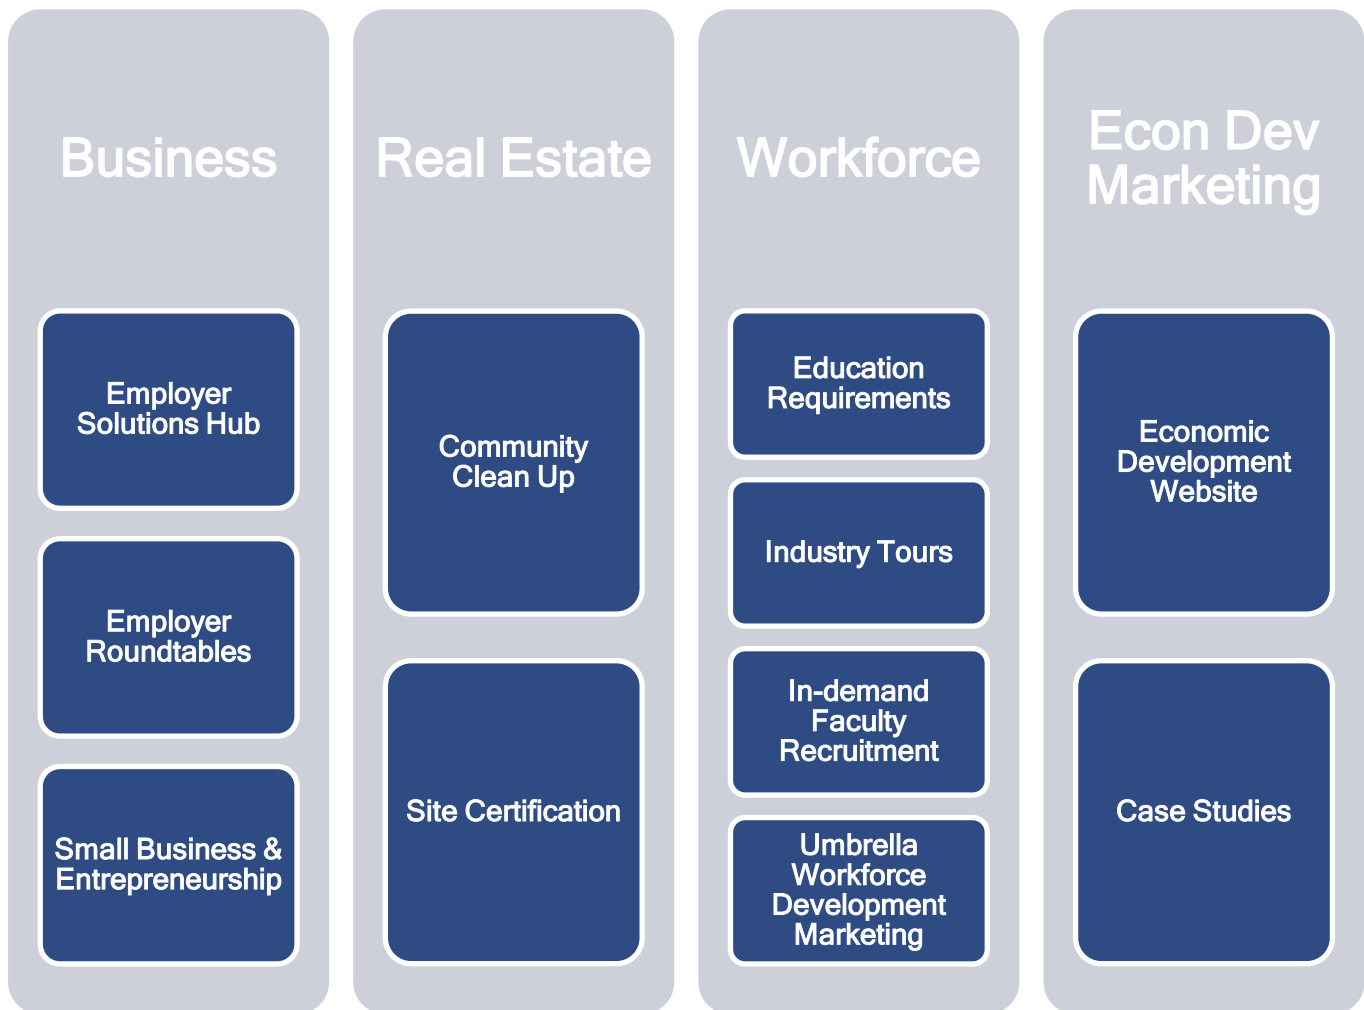 Business
Employer
Solutions Hub
Employer
Roundtables
Small Business &
Entrepreneurship
Real Estate
Community
Clean Up
Site Certification
Workforce
Education
Requirements
Industry Tours
In-demand
Faculty
Recruitment
Umbrella
Workforce
Development
Marketing
Econ Dev
Marketing
Economic
Development
Website
Case Studies